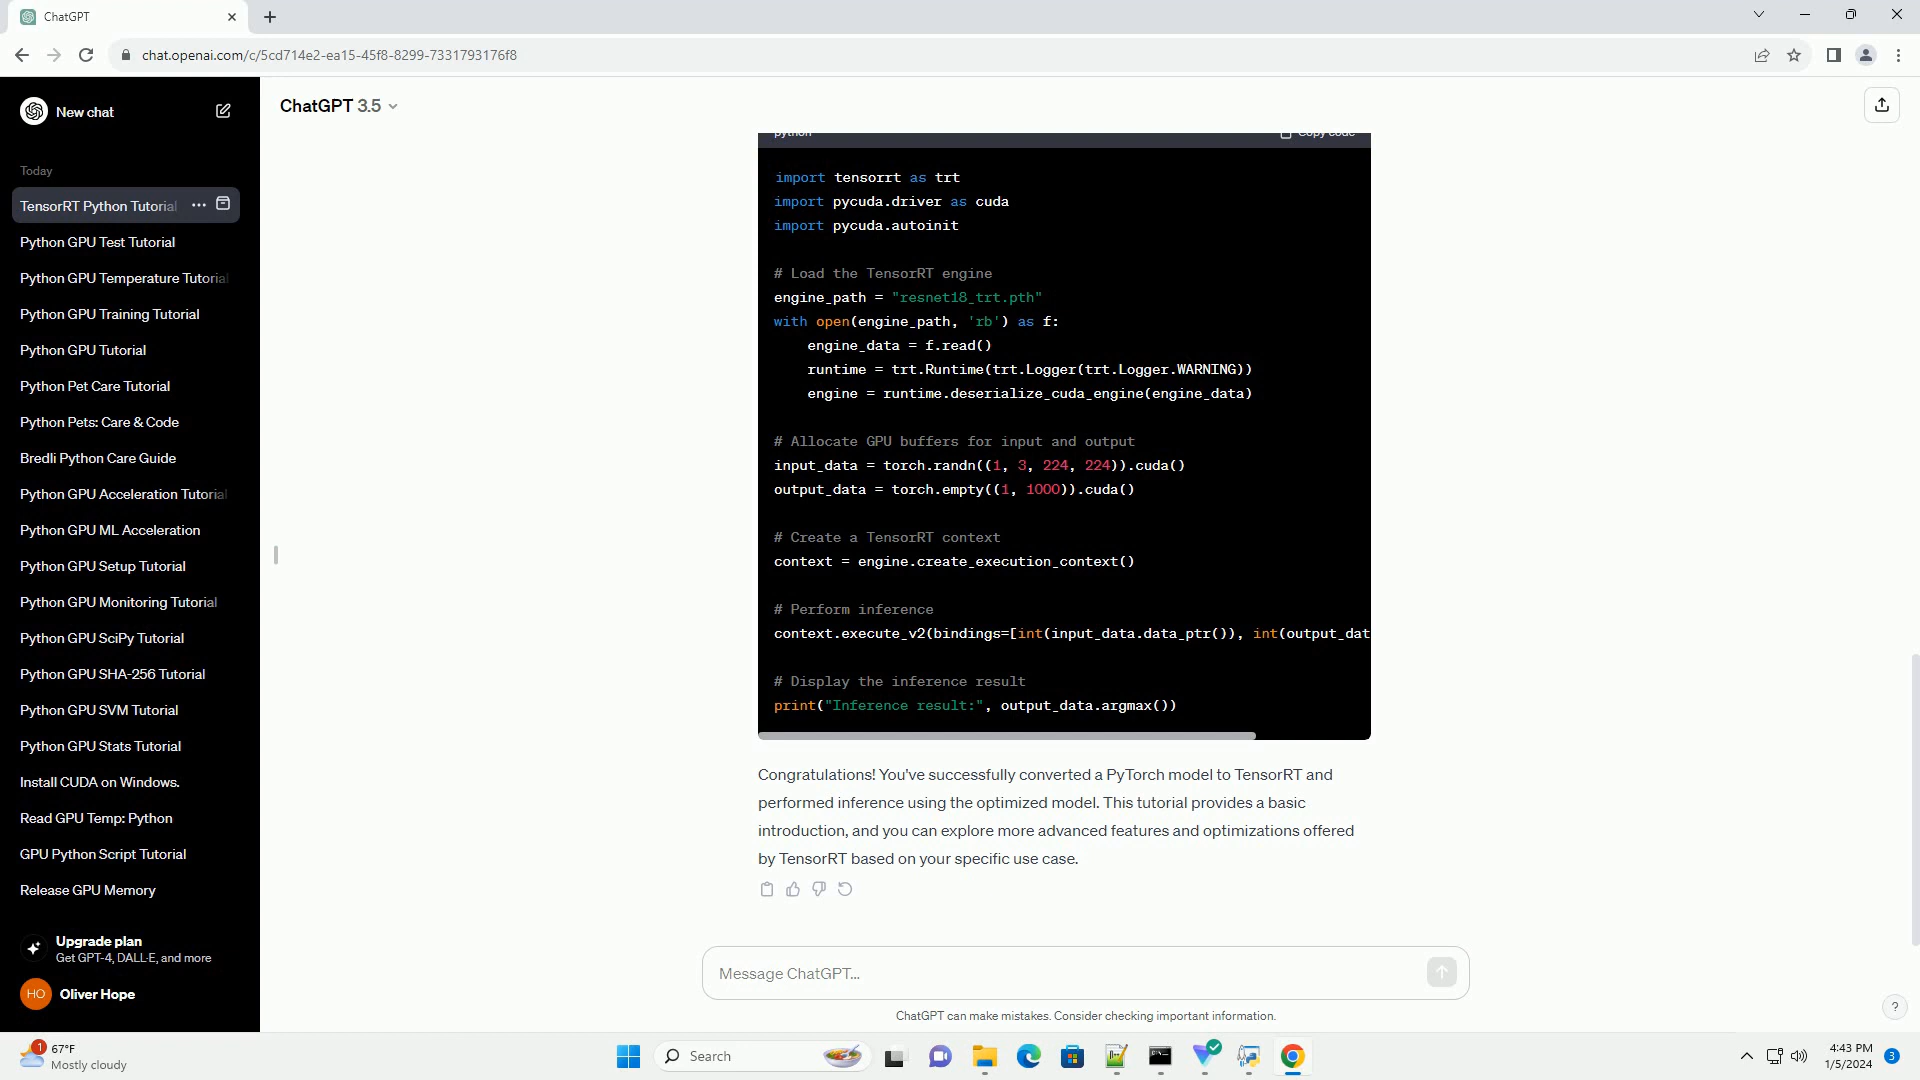 ChatGPT
chat.openai.com/c/5cd714e2-ea15-45f8-8299-7331793176f8
New chat
ChatGPT 3.5
Today
TensorRT Python Tutorial
Python GPU Test Tutorial
Python GPU Temperature Tutorial
Python GPU Training Tutorial
Python GPU Tutorial
Python Pet Care Tutorial
Python Pets: Care & Code
Bredli Python Care Guide
Python GPU Acceleration Tutorial
Python GPU ML Acceleration
Python GPU Setup Tutorial
Python GPU Monitoring Tutorial
Python GPU SciPy Tutorial
Python GPU SHA-256 Tutorial
Python GPU SVM Tutorial
Python GPU Stats Tutorial
Install CUDA on Windows.
Read GPU Temp: Python
GPU Python Script Tutorial
Release GPU Memory
Upgrade plan
Get GPT-4, DALL·E, and more
HO Oliver Hope
python Copy code
import tensorrt as trt
import pycuda.driver as cuda
import pycuda.autoinit
# Load the TensorRT engine
engine_path = "resnet18_trt.pth"
with open(engine_path, 'rb') as f:
    engine_data = f.read()
    runtime = trt.Runtime(trt.Logger(trt.Logger.WARNING))
    engine = runtime.deserialize_cuda_engine(engine_data)
# Allocate GPU buffers for input and output
input_data = torch.randn((1, 3, 224, 224)).cuda()
output_data = torch.empty((1, 1000)).cuda()
# Create a TensorRT context
context = engine.create_execution_context()
# Perform inference
context.execute_v2(bindings=[int(input_data.data_ptr()), int(output_dat
# Display the inference result
print("Inference result:", output_data.argmax())
Congratulations! You've successfully converted a PyTorch model to TensorRT and
performed inference using the optimized model. This tutorial provides a basic
introduction, and you can explore more advanced features and optimizations offered
by TensorRT based on your specific use case.
Message ChatGPT...
ChatGPT can make mistakes. Consider checking important information.
?
1
67°F
Mostly cloudy
Search
4:43 PM
1/5/2024
3